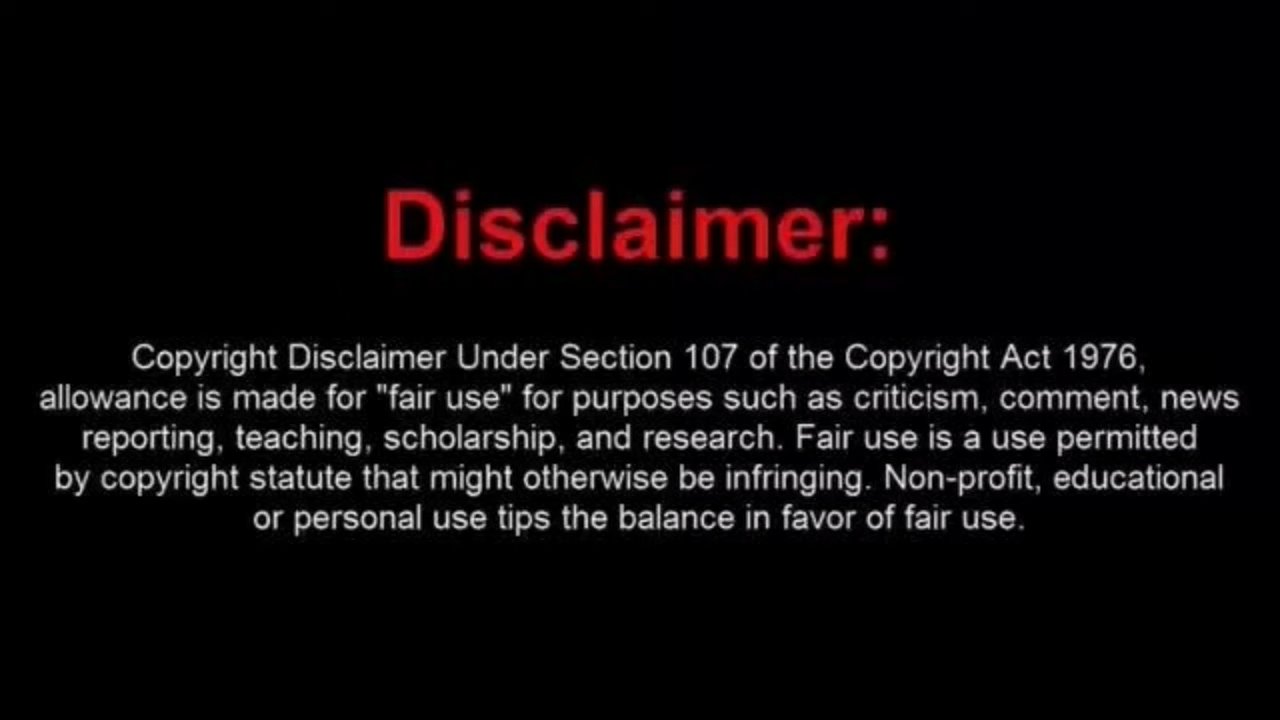 Disclaimer:
Copyright Disclaimer Under Section 107 of the Copyright Act 1976,
allowance is made for "fair use" for purposes such as criticism, comment, news
reporting, teaching, scholarship, and research. Fair use is a use permitted
by copyright statute that might otherwise be infringing. Non-profit, educational
or personal use tips the balance in favor of fair use.